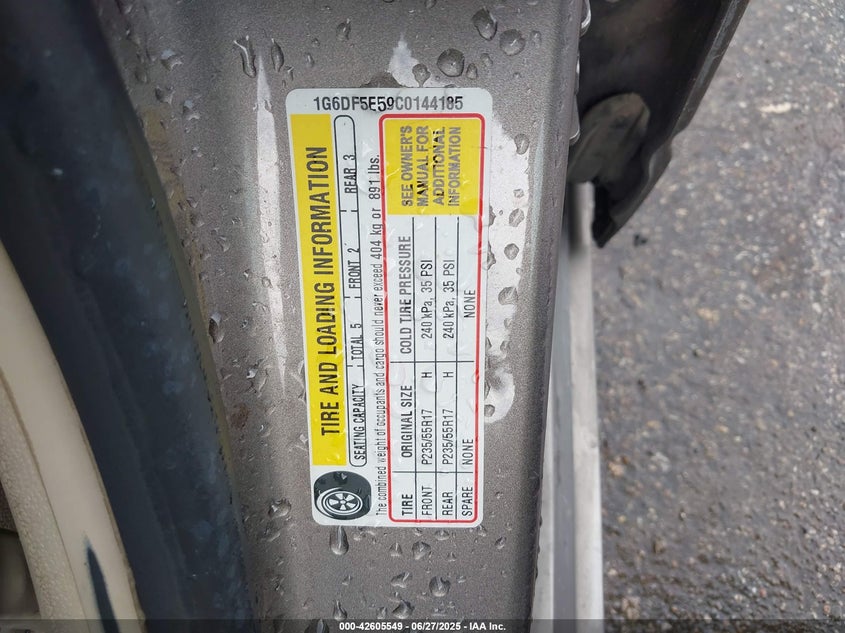 1G6DF5E59C0144185
TIRE AND LOADING INFORMATION
SEATING CAPACITY TOTAL 5 FRONT 2 REAR 3
The combined weight of occupants and cargo should never exceed 404 kg or 891 lbs.
TIRE ORIGINAL SIZE COLD TIRE PRESSURE
FRONT P235/55R17 H 240 kPa, 35 PSI
REAR P235/55R17 H 240 kPa, 35 PSI
SPARE NONE NONE
SEE OWNER'S
MANUAL FOR
ADDITIONAL
INFORMATION
000-42605549 - 06/27/2025 - IAA Inc.